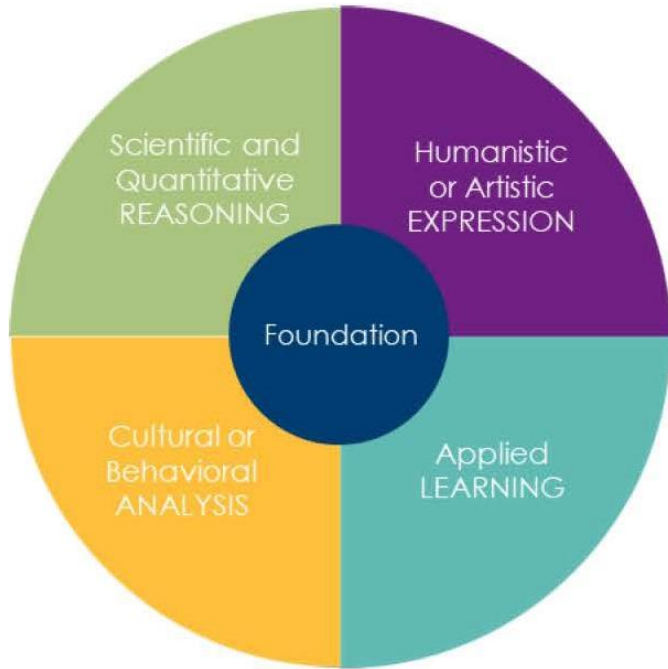 Scientific and
Quantitative
REASONING
Humanistic
or Artistic
EXPRESSION
Foundation
Cultural or
Behavioral
ANALYSIS
Applied
LEARNING